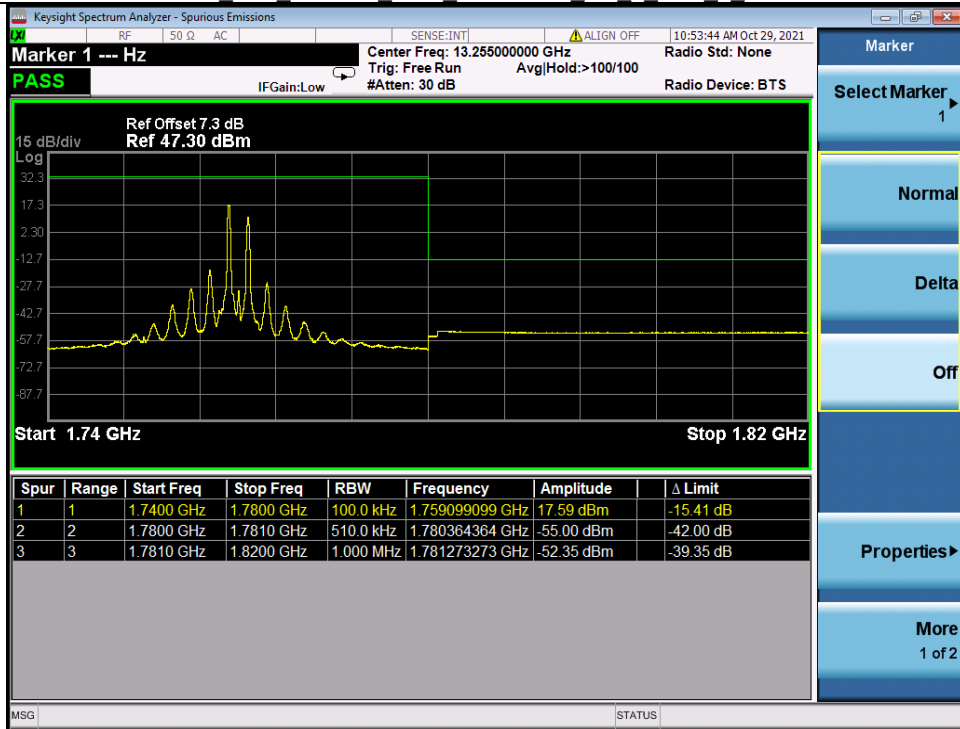 Keysight Spectrum Analyzer - Spurious Emissions
LXI RF 50 Ω AC SENSE:INT ALIGN OFF 10:53:44 AM Oct 29, 2021
Marker 1 --- Hz Center Freq: 13.255000000 GHz Radio Std: None
Trig: Free Run Avg|Hold:>100/100
PASS IFGain:Low #Atten: 30 dB Radio Device: BTS
Marker
Select Marker
1
Normal
Delta
Off
Properties
More
1 of 2
Ref Offset 7.3 dB
15 dB/div Ref 47.30 dBm
Log
32.3
17.3
2.30
-12.7
-27.7
-42.7
-57.7
-72.7
-87.7
Start 1.74 GHz Stop 1.82 GHz
Spur Range Start Freq Stop Freq RBW Frequency Amplitude Δ Limit
1 1 1.7400 GHz 1.7800 GHz 100.0 kHz 1.759099099 GHz 17.59 dBm -15.41 dB
2 2 1.7800 GHz 1.7810 GHz 510.0 kHz 1.780364364 GHz -55.00 dBm -42.00 dB
3 3 1.7810 GHz 1.8200 GHz 1.000 MHz 1.781273273 GHz -52.35 dBm -39.35 dB
MSG STATUS